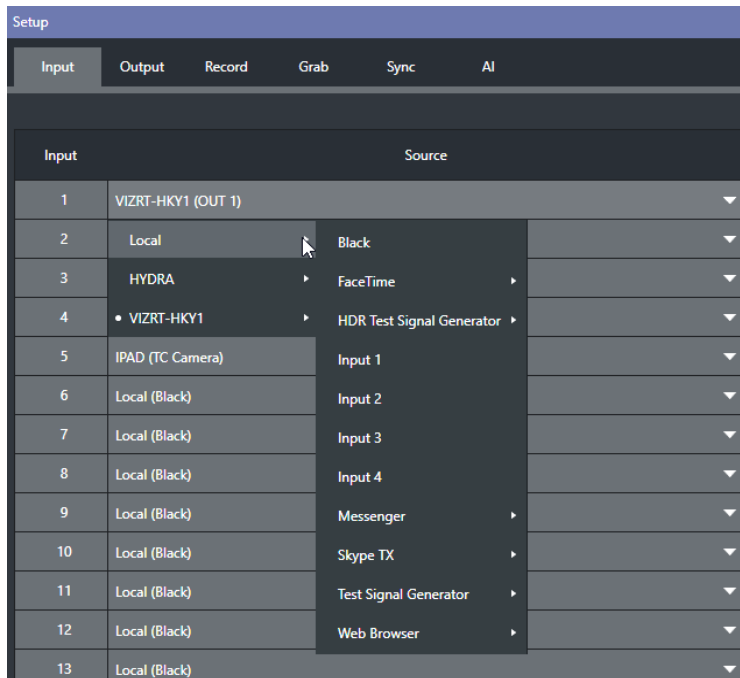 Setup
Input Output Record Grab Sync AI
Input Source
1 VIZRT-HKY1 (OUT 1)
2 Local Black
3 HYDRA FaceTime
4 • VIZRT-HKY1 HDR Test Signal Generator
5 IPAD (TC Camera) Input 1
6 Local (Black) Input 2
7 Local (Black) Input 3
8 Local (Black) Input 4
9 Local (Black) Messenger
10 Local (Black) Skype TX
11 Local (Black) Test Signal Generator
12 Local (Black) Web Browser
13 Local (Black)